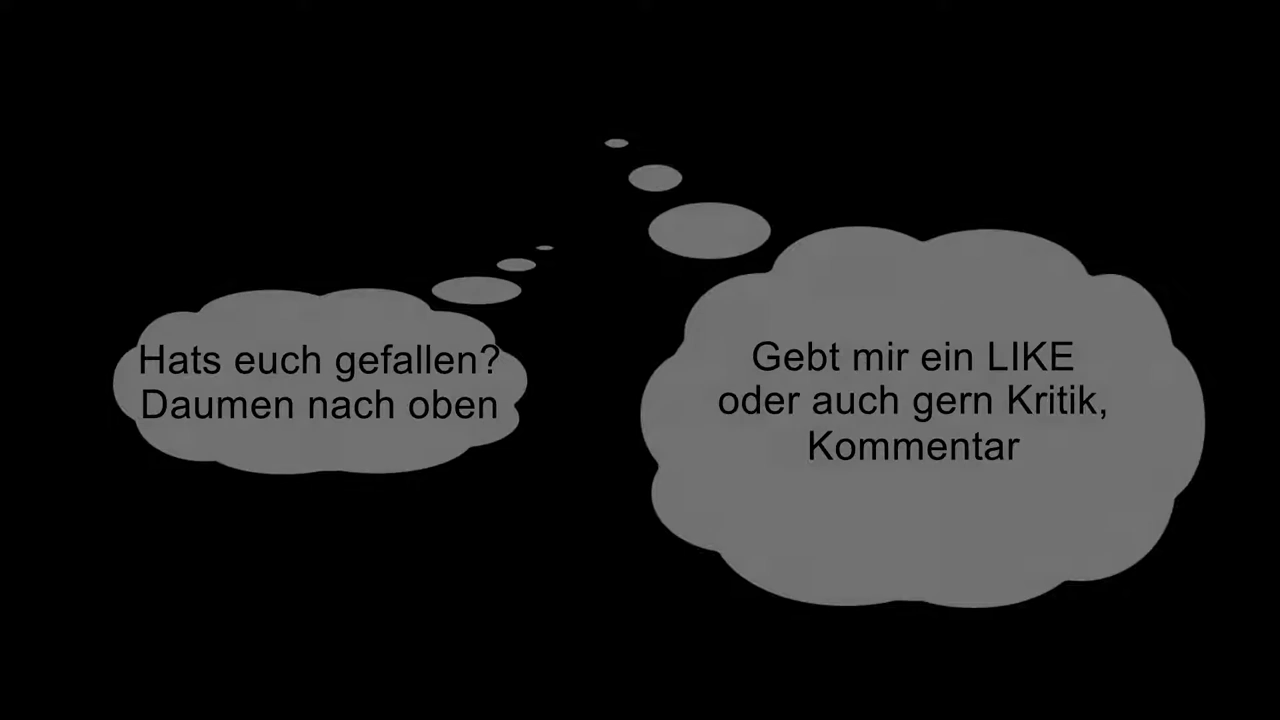 Hats euch gefallen?
Daumen nach oben
Gebt mir ein LIKE
oder auch gern Kritik,
Kommentar